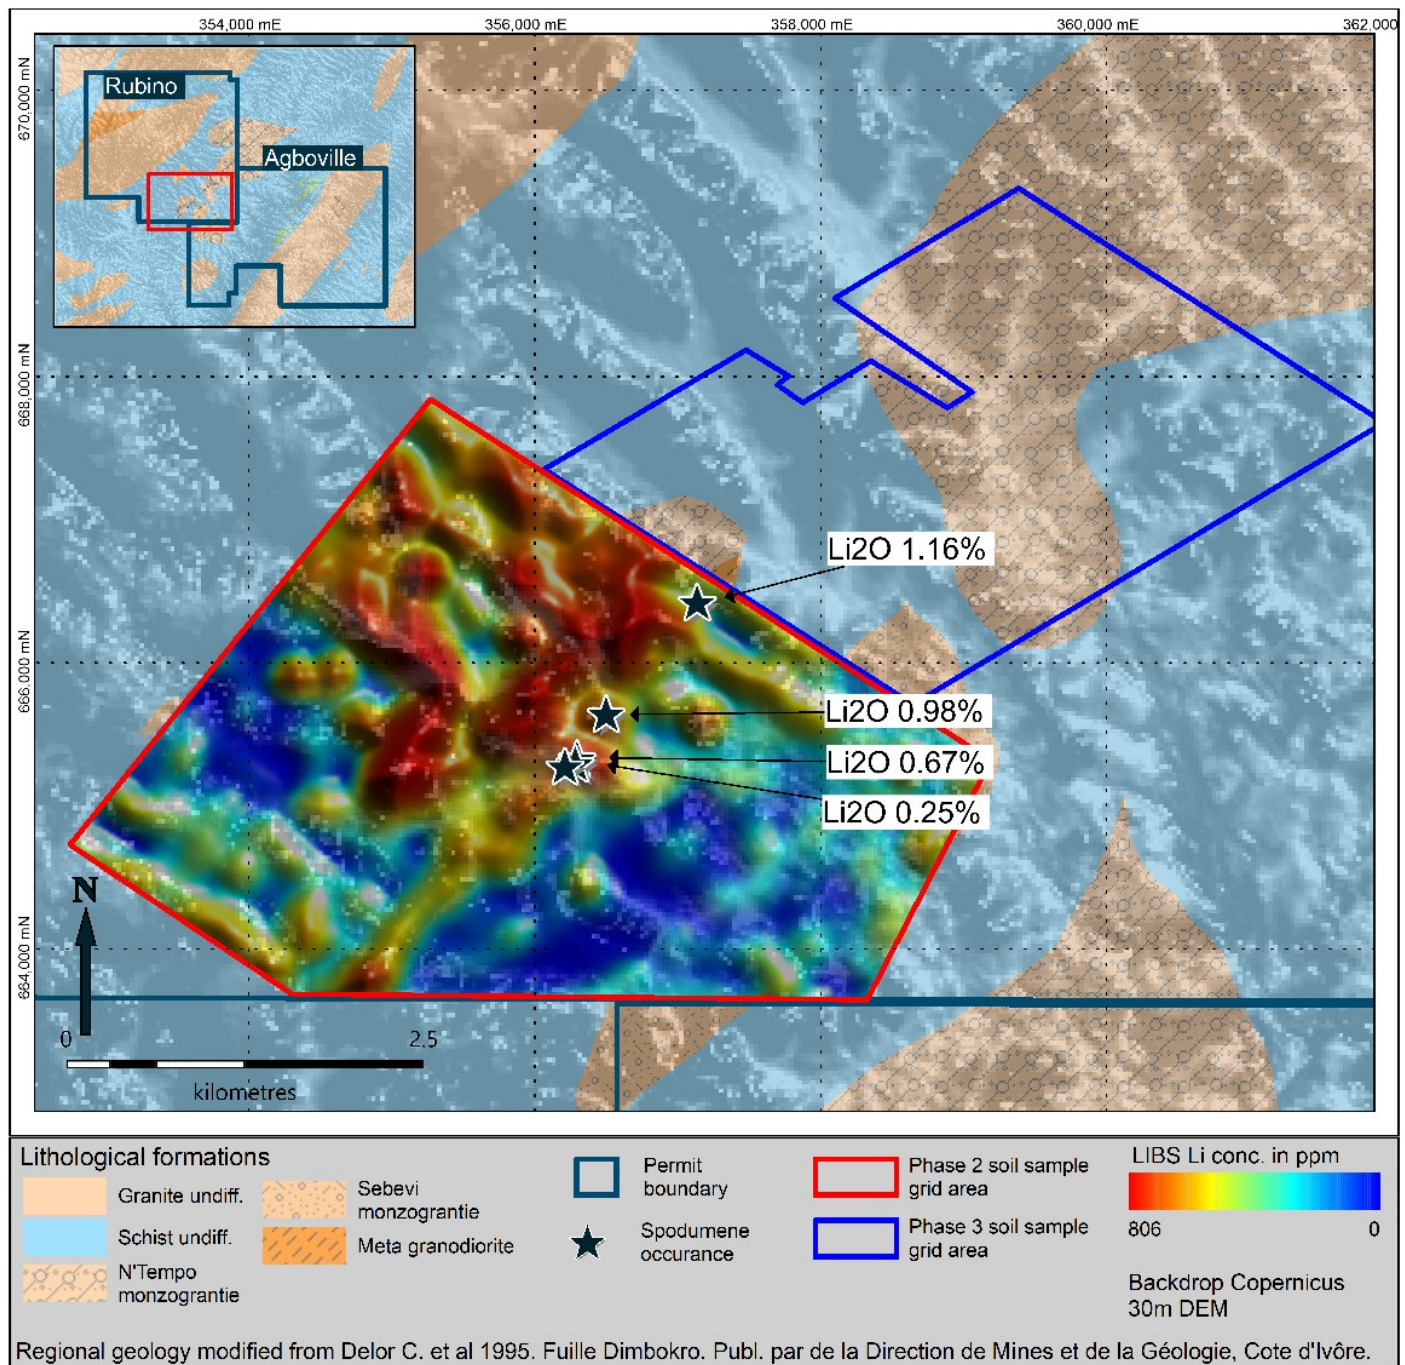 354,000 mE
356,000 mE
358,000 mE
360,000 mE
362,000
670,000 mN
668,000 mN
666,000 mN
664,000 mN
Rubino
Agboville
Li2O 1.16%
Li2O 0.98%
Li2O 0.67%
Li2O 0.25%
N
0
2.5
kilometres
Lithological formations
Granite undiff.
Schist undiff.
N'Tempo
monzograntie
Sebevi
monzograntie
Meta granodiorite
Permit
boundary
Spodumene
occurance
Phase 2 soil sample
grid area
Phase 3 soil sample
grid area
LIBS Li conc. in ppm
806
0
Backdrop Copernicus
30m DEM
Regional geology modified from Delor C. et al 1995. Fuille Dimbokro. Publ. par de la Direction de Mines et de la Géologie, Cote d'Ivôre.